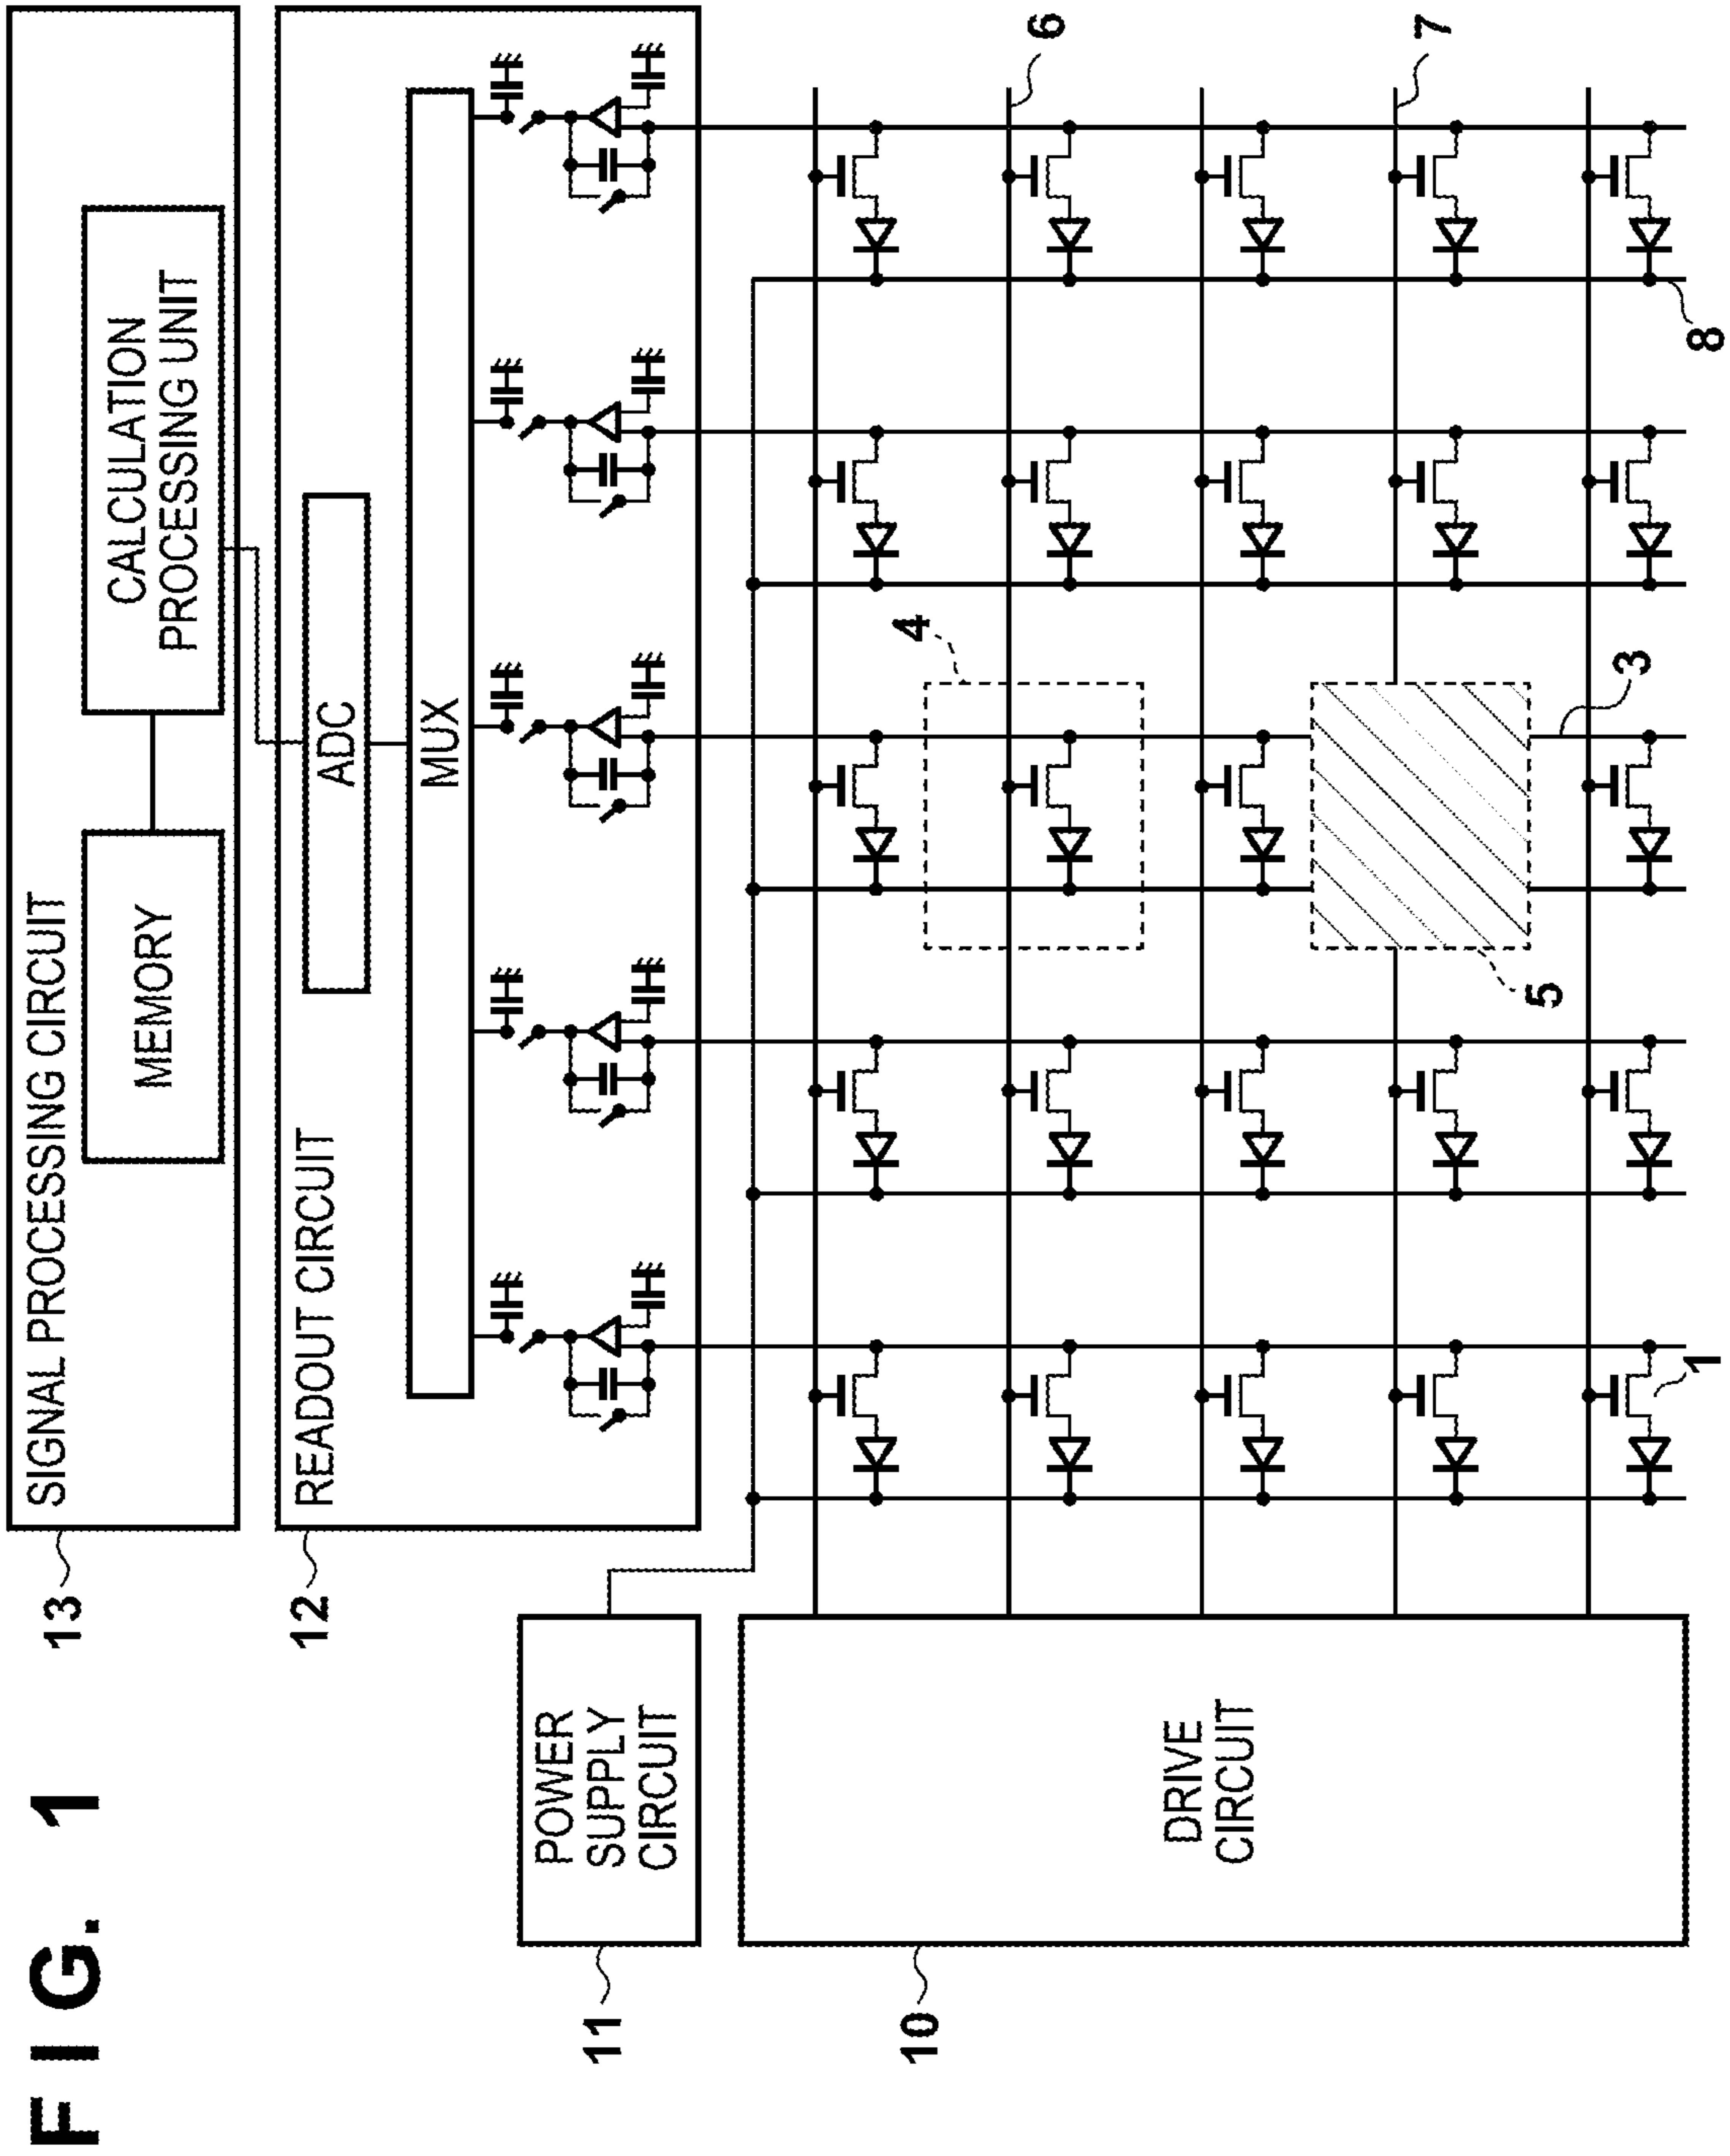 FIG. 1
SIGNAL PROCESSING CIRCUIT
13
MEMORY
CALCULATION
PROCESSING UNIT
READOUT CIRCUIT
12
ADC
MUX
POWER
SUPPLY
CIRCUIT
11
DRIVE
CIRCUIT
10
6
4
7
5
3
1
8